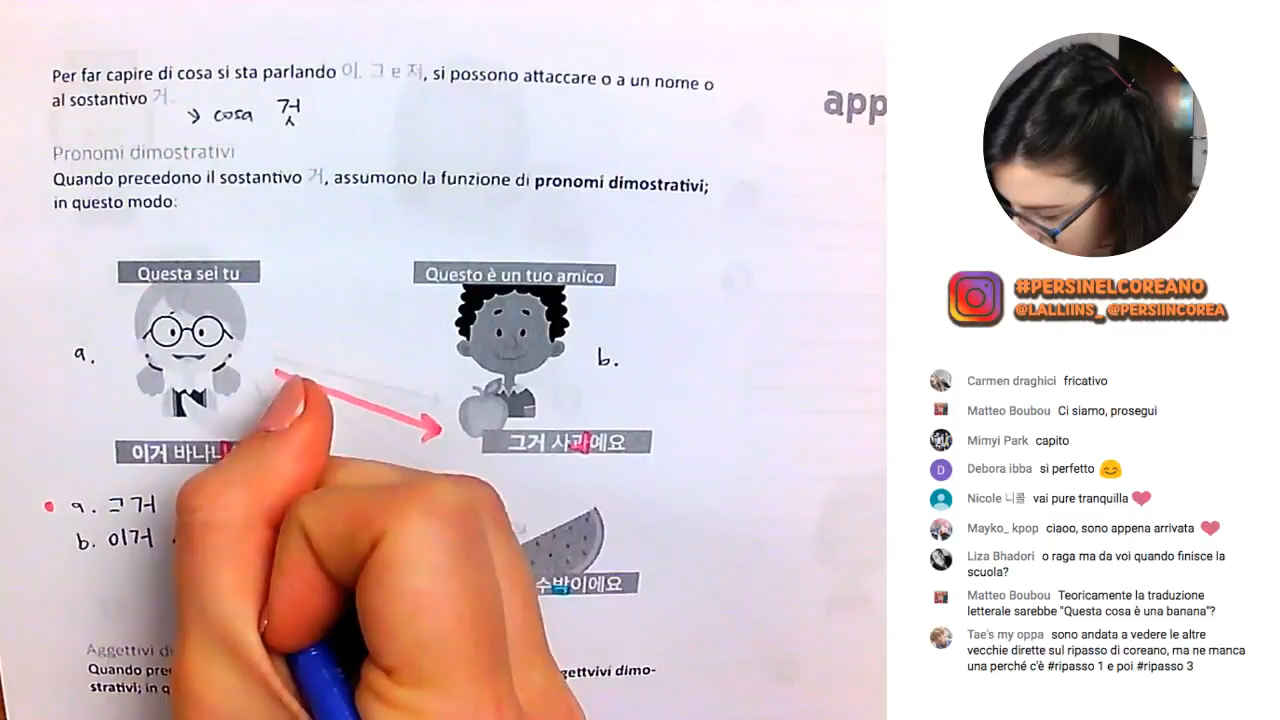 Per far capire di cosa si sta parlando 이, 그 e 저, si possono attaccare o a un nome o
al sostantivo 거.
cosa 것
app
Pronomi dimostrativi
Quando precedono il sostantivo 거, assumono la funzione di pronomi dimostrativi;
in questo modo:
Questa sei tu
Questo è un tuo amico
a.
b.
이거 바나나
그거 사과예요
a. 그거
b. 이거
수박이에요
Aggettivi di
Quando
strativi; in
aggettivivi dimo-
#PERSINELCOREANO
@LALLIINS_ @PERSIINCOREA
Carmen draghici fricativo
Matteo Boubou Ci siamo, prosegui
Mimyi Park capito
D
Debora ibba si perfetto
Nicole 니콜 vai pure tranquilla
Mayko_ kpop ciaoo, sono appena arrivata
Liza Bhadori o raga ma da voi quando finisce la
scuola?
Matteo Boubou Teoricamente la traduzione
letterale sarebbe "Questa cosa è una banana"?
Tae's my oppa sono andata a vedere le altre
vecchie dirette sul ripasso di coreano, ma ne manca
una perché c'è #ripasso 1 e poi #ripasso 3